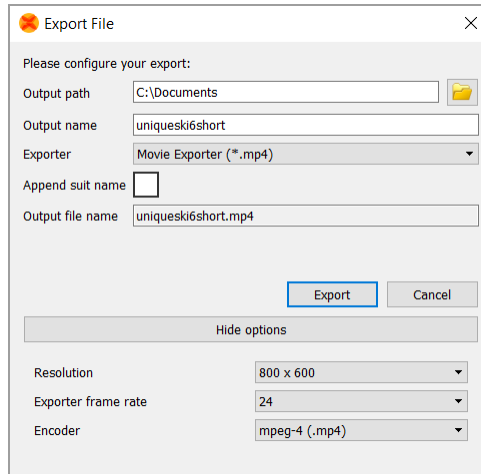 Export File
Please configure your export:
Output path C:\Documents
Output name uniqueski6short
Exporter Movie Exporter (*.mp4)
Append suit name
Output file name uniqueski6short.mp4
Export Cancel
Hide options
Resolution 800 x 600
Exporter frame rate 24
Encoder mpeg-4 (.mp4)